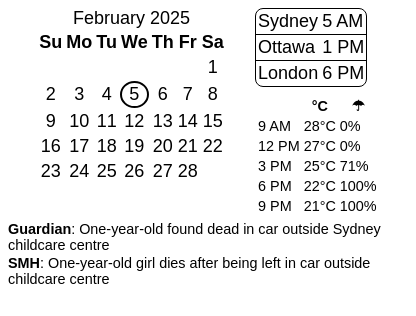 February 2025
Su Mo Tu We Th Fr Sa
1
2 3 4 5 6 7 8
9 10 11 12 13 14 15
16 17 18 19 20 21 22
23 24 25 26 27 28
Sydney 5 AM
Ottawa 1 PM
London 6 PM
°C ☂
9 AM 28°C 0%
12 PM 27°C 0%
3 PM 25°C 71%
6 PM 22°C 100%
9 PM 21°C 100%
Guardian: One-year-old found dead in car outside Sydney
childcare centre
SMH: One-year-old girl dies after being left in car outside
childcare centre